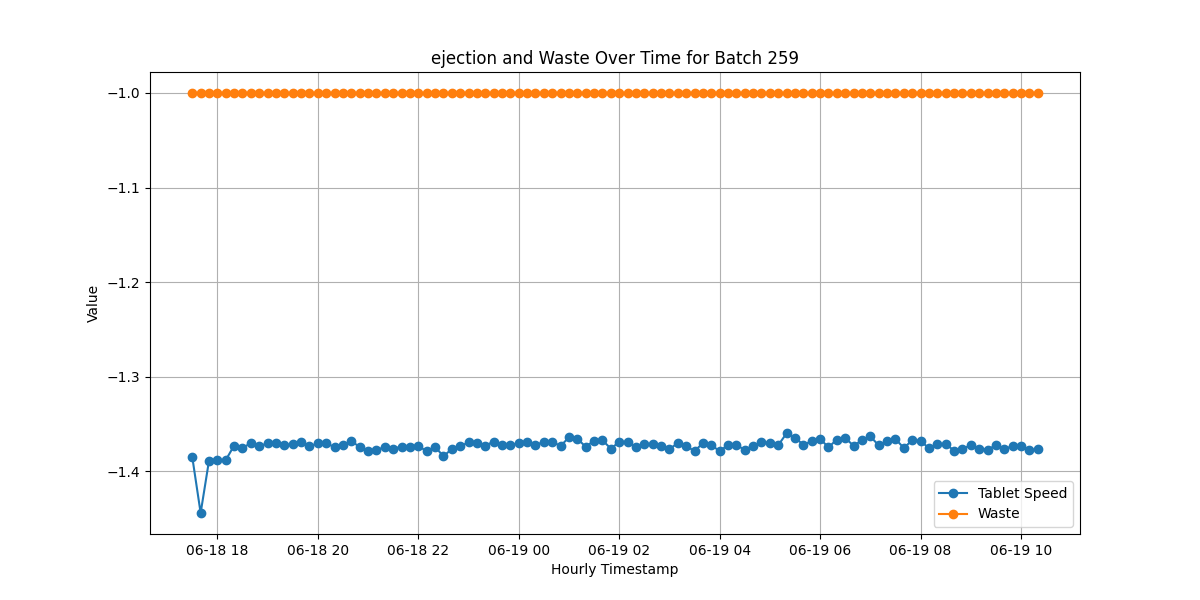 ejection and Waste Over Time for Batch 259
−1.0
−1.1
−1.2
−1.3
−1.4
Value
Tablet Speed
Waste
06-18 18 06-18 20 06-18 22 06-19 00 06-19 02 06-19 04 06-19 06 06-19 08 06-19 10
Hourly Timestamp